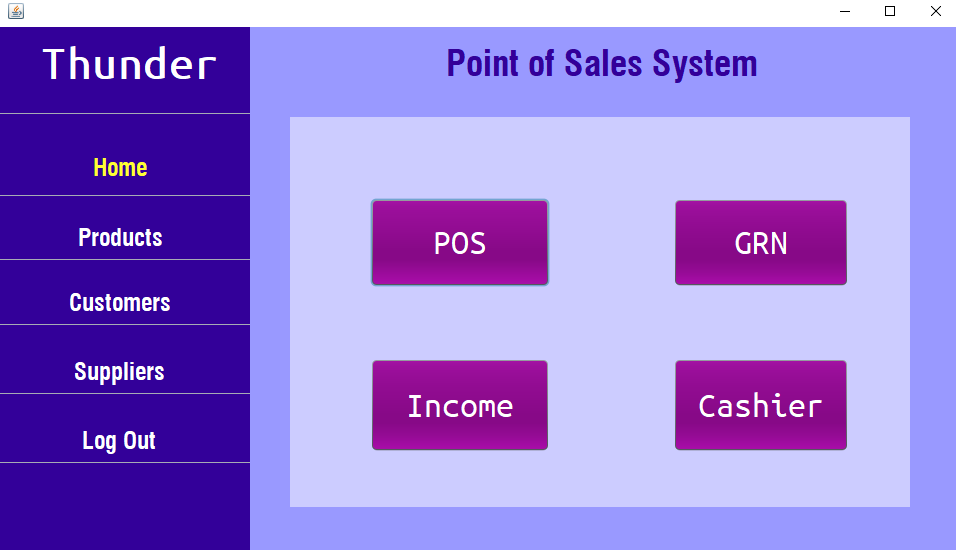 Thunder
Home
Products
Customers
Suppliers
Log Out
Point of Sales System
POS
GRN
Income
Cashier